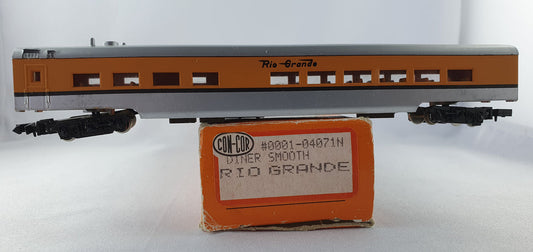 Rio Grande
CON-COR #0001-04071N
DINER SMOOTH
RIO GRANDE